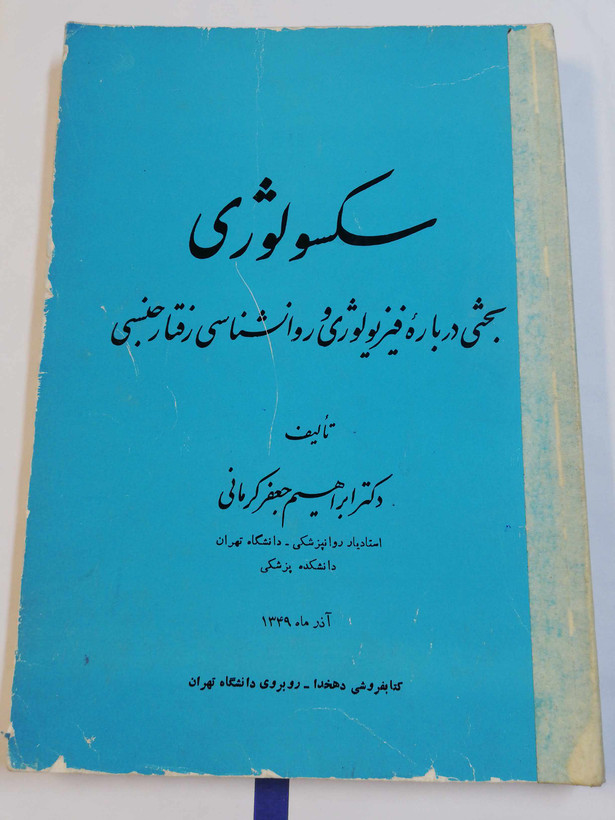 سکسولوژی
بحثی دربارهٔ فیزیولوژی و روانشناسی رفتار جنسی
تألیف
دکتر ابراهیم جعفر کرمانی
استادیار روانپزشکی - دانشگاه تهران
دانشکده پزشکی
آذر ماه ۱۳۴۹
کتابفروشی دهخدا - روبروی دانشگاه تهران